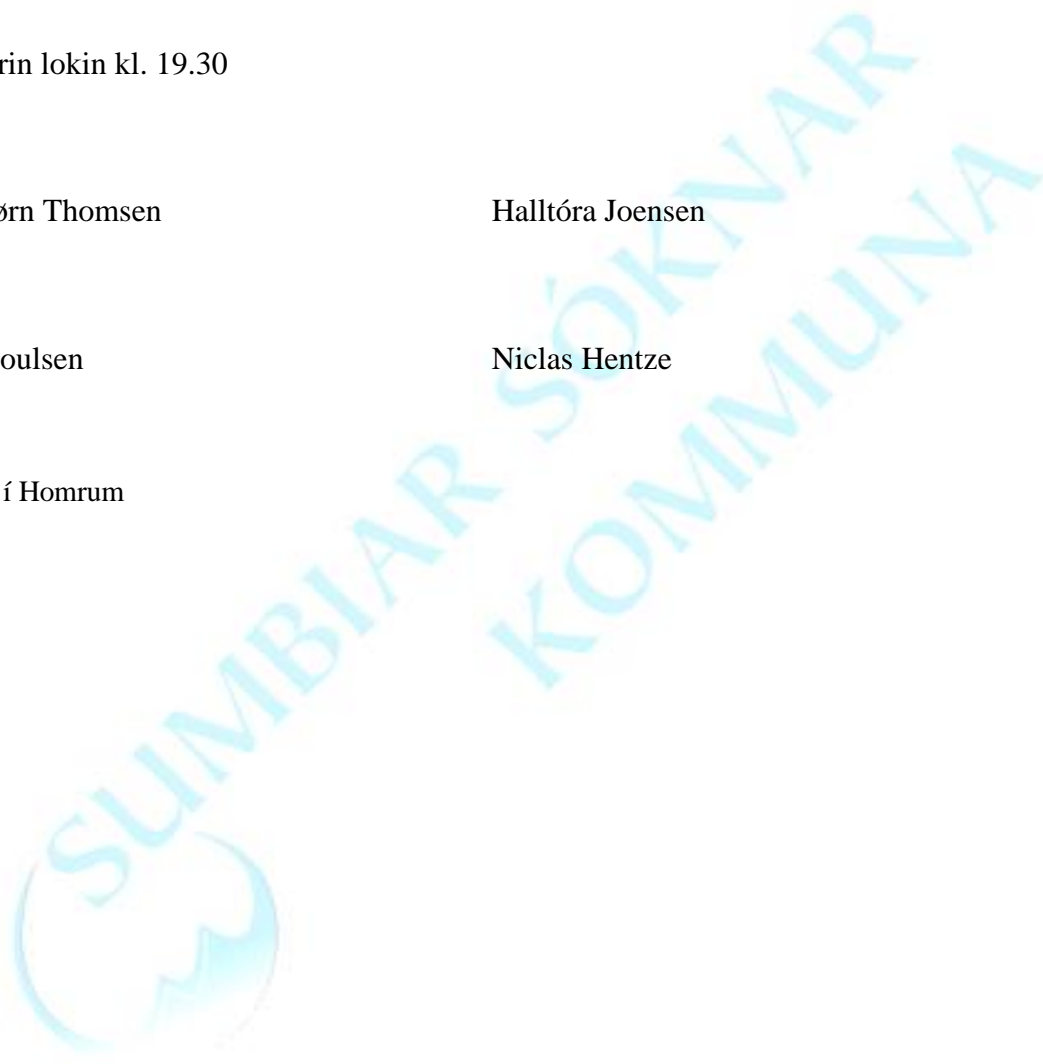 rin lokin kl. 19.30
ørn Thomsen Halltóra Joensen
oulsen Niclas Hentze
í Homrum
SUMBIAR SÓKNAR
KOMMUNA